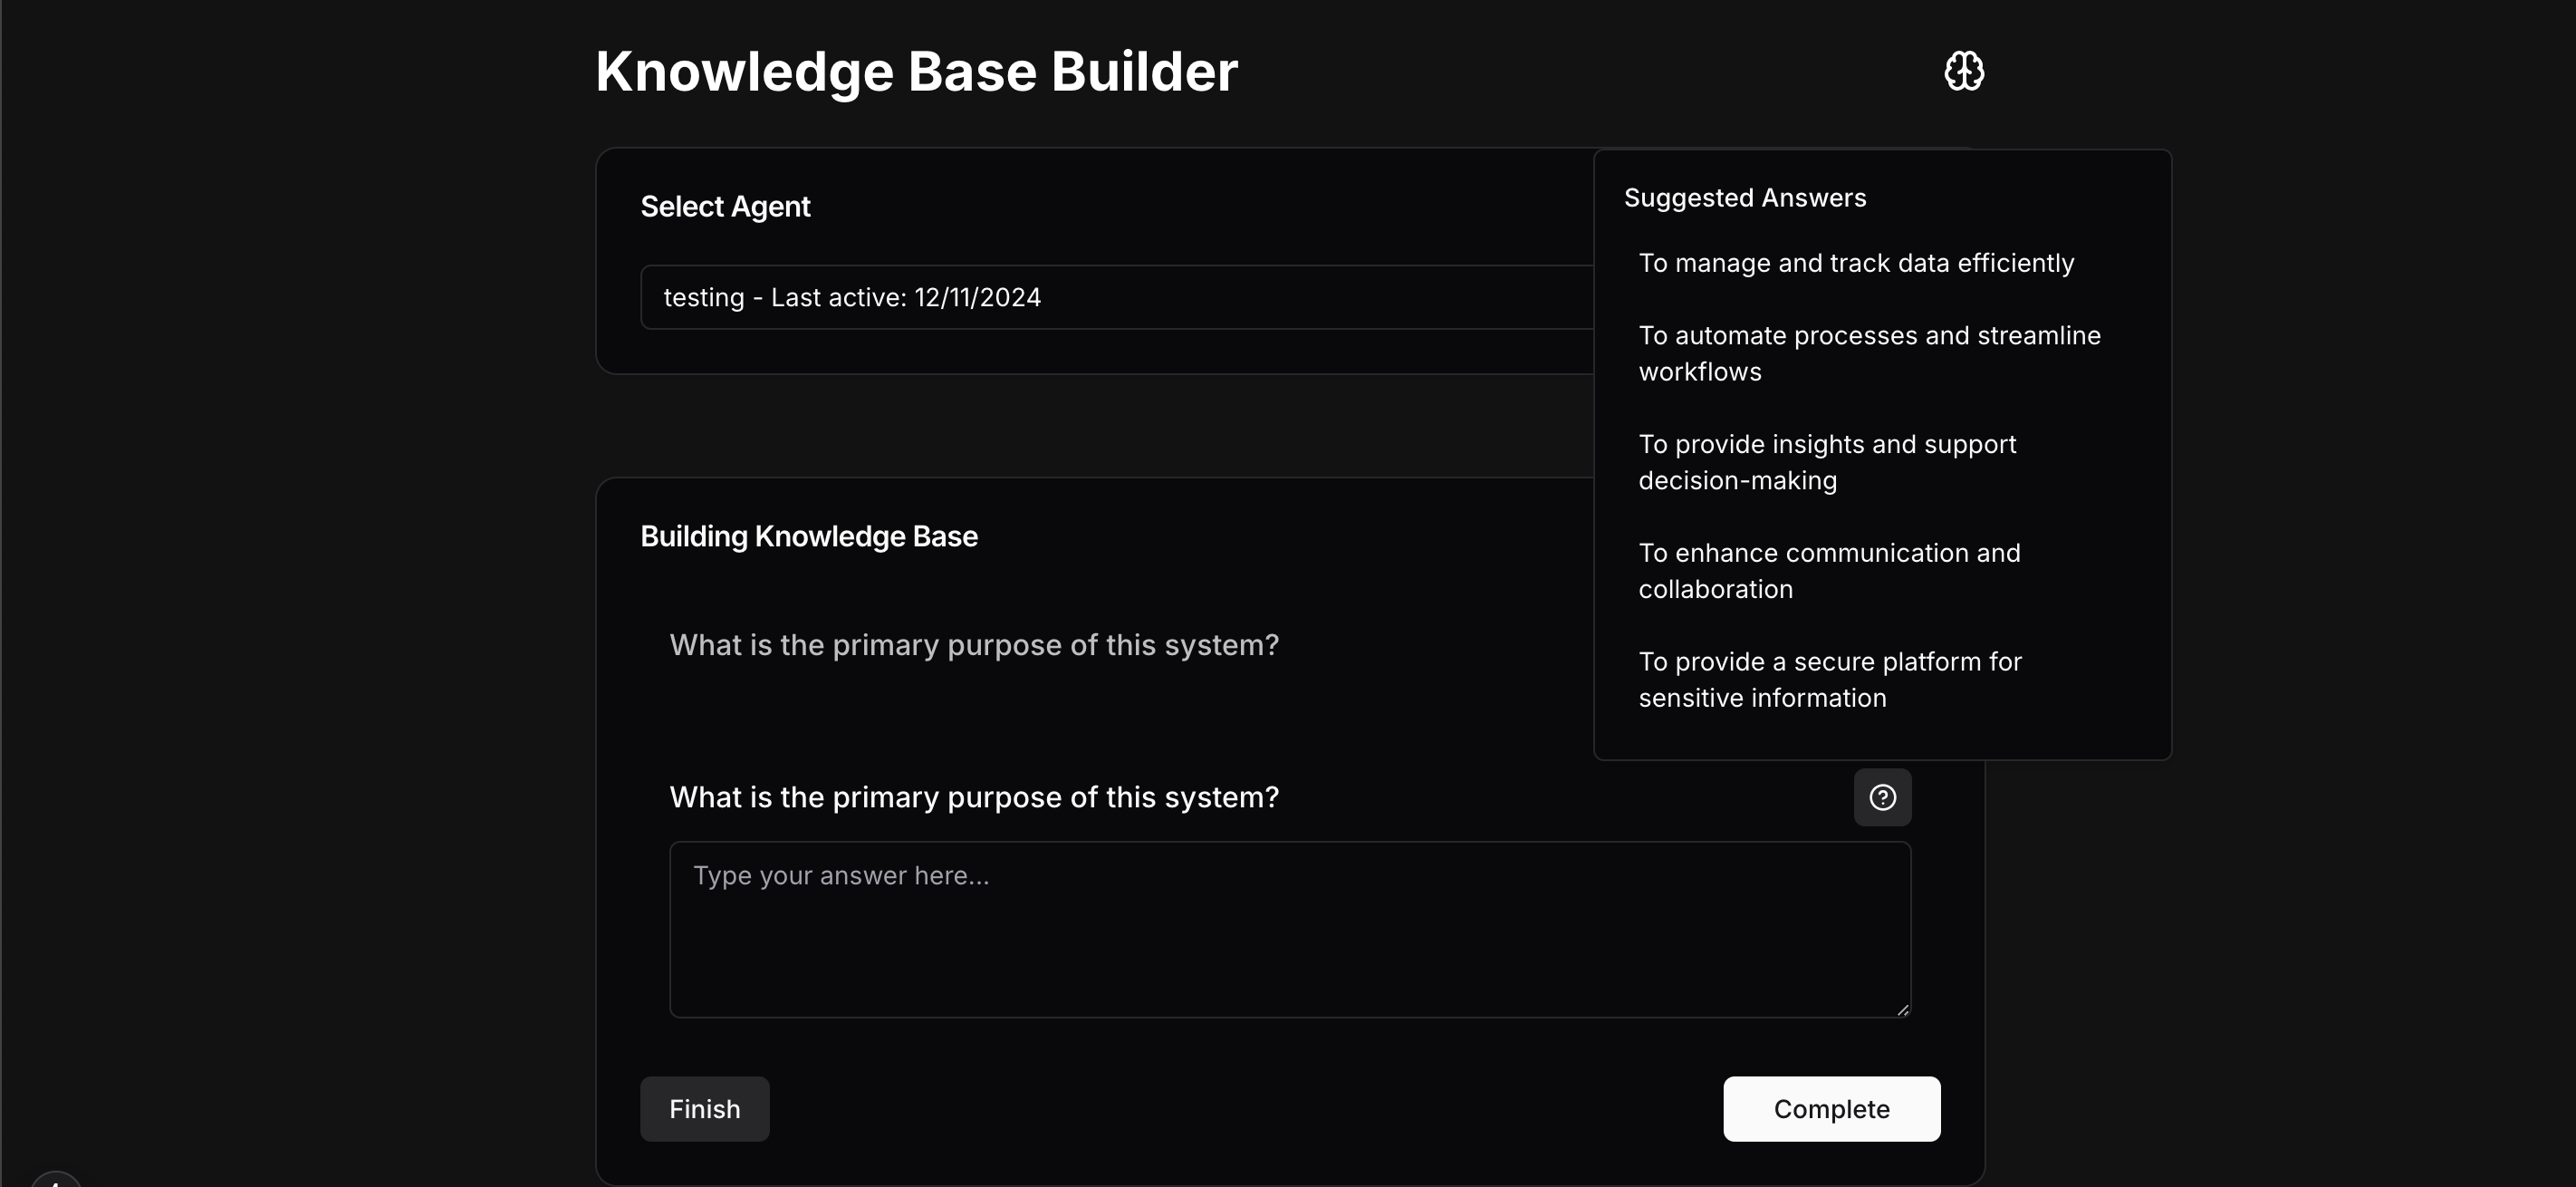 Knowledge Base Builder
Select Agent
testing - Last active: 12/11/2024
Suggested Answers
To manage and track data efficiently
To automate processes and streamline
workflows
To provide insights and support
decision-making
To enhance communication and
collaboration
To provide a secure platform for
sensitive information
Building Knowledge Base
What is the primary purpose of this system?
What is the primary purpose of this system?
Type your answer here...
Finish
Complete